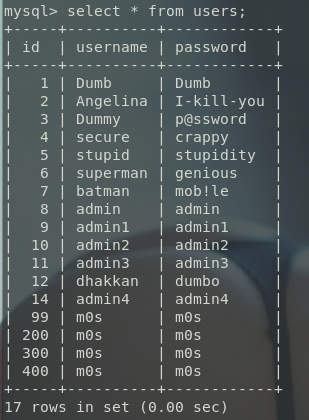 mysql> select * from users;
+-----+----------+------------+
| id  | username | password   |
+-----+----------+------------+
|   1 | Dumb     | Dumb       |
|   2 | Angelina | I-kill-you |
|   3 | Dummy    | p@ssword   |
|   4 | secure   | crappy     |
|   5 | stupid   | stupidity  |
|   6 | superman | genious    |
|   7 | batman   | mob!le     |
|   8 | admin    | admin      |
|   9 | admin1   | admin1     |
|  10 | admin2   | admin2     |
|  11 | admin3   | admin3     |
|  12 | dhakkan  | dumbo      |
|  14 | admin4   | admin4     |
|  99 | m0s      | m0s        |
| 200 | m0s      | m0s        |
| 300 | m0s      | m0s        |
| 400 | m0s      | m0s        |
+-----+----------+------------+
17 rows in set (0.00 sec)